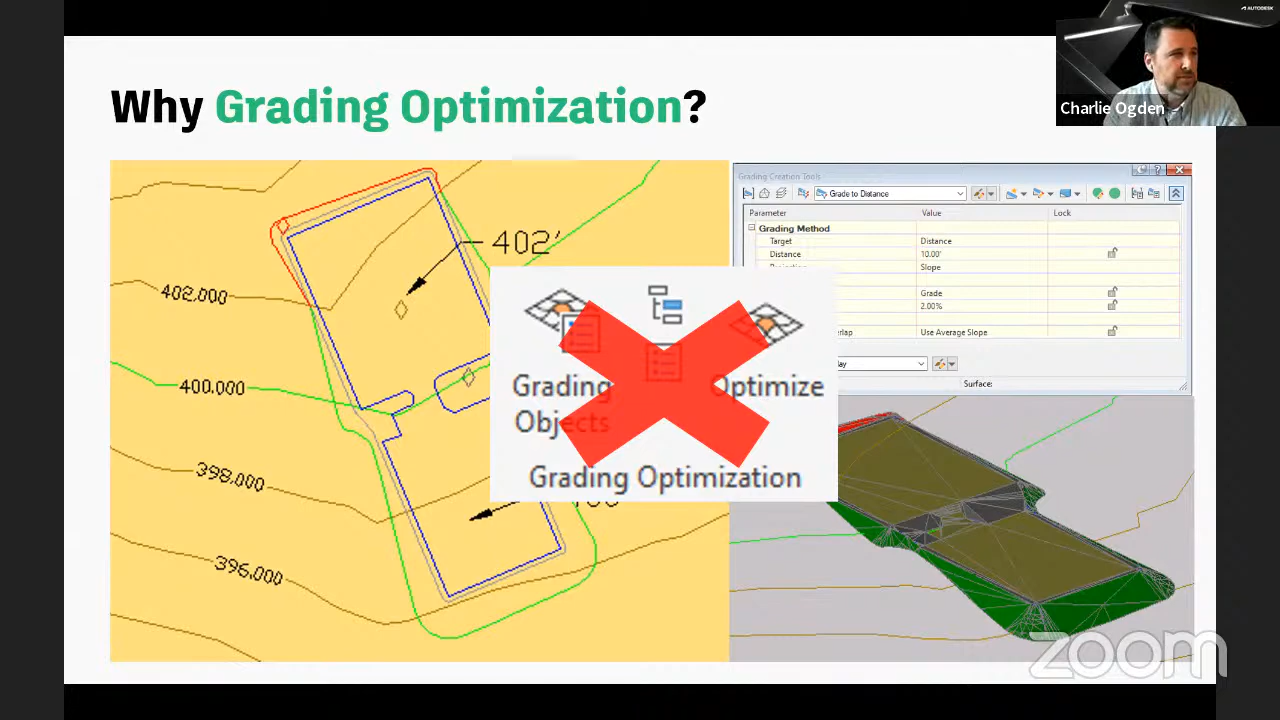 AUTODESK
Charlie Ogden
Why Grading Optimization?
402'
402.000
400.000
398.000
396.000
Grading Creation Tools
Grade to Distance
Parameter Value Lock
Grading Method
Target Distance
Distance 10.00'
Slope
Grade
2.00%
Use Average Slope
Surface:
Grading
Objects
Optimize
Grading Optimization
zoom